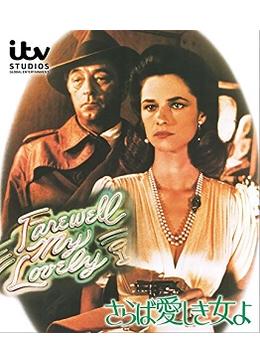 itv
STUDIOS
GLOBAL ENTERTAINMENT
Farewell
My
Lovely
さらば愛しき女よ